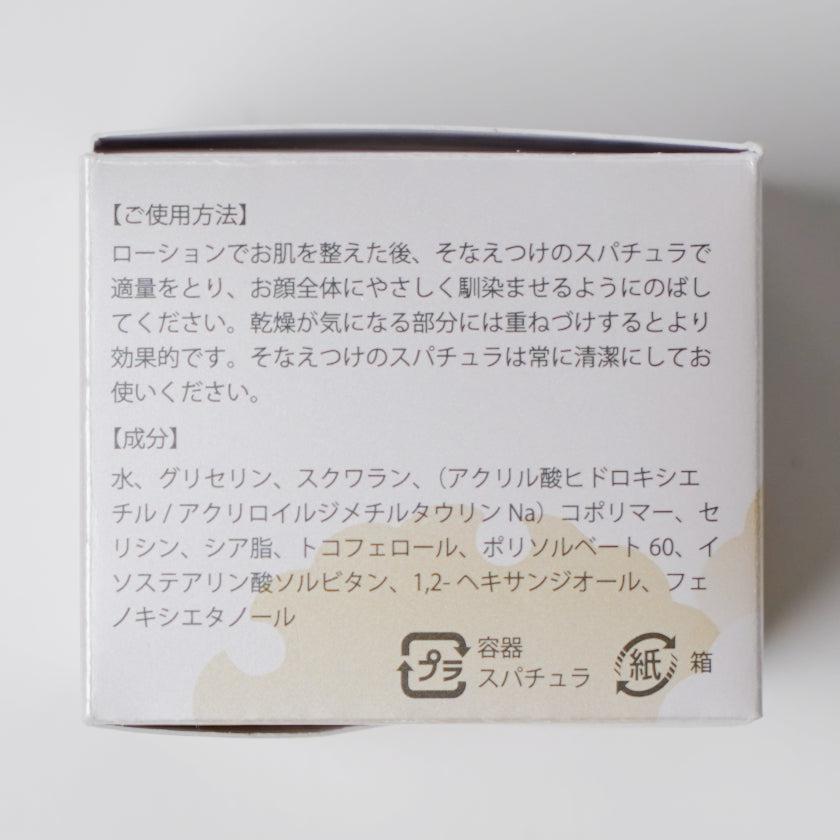 【ご使用方法】
ローションでお肌を整えた後、そなえつけのスパチュラで
適量をとり、お顔全体にやさしく馴染ませるようにのばし
てください。乾燥が気になる部分には重ねづけするとより
効果的です。そなえつけのスパチュラは常に清潔にしてお
使いください。
【成分】
水、グリセリン、スクワラン、（アクリル酸ヒドロキシエ
チル / アクリロイルジメチルタウリン Na）コポリマー、セ
リシン、シア脂、トコフェロール、ポリソルベート 60、イ
ソステアリン酸ソルビタン、1,2- ヘキサンジオール、フェ
ノキシエタノール
プラ 容器
スパチュラ
紙 箱